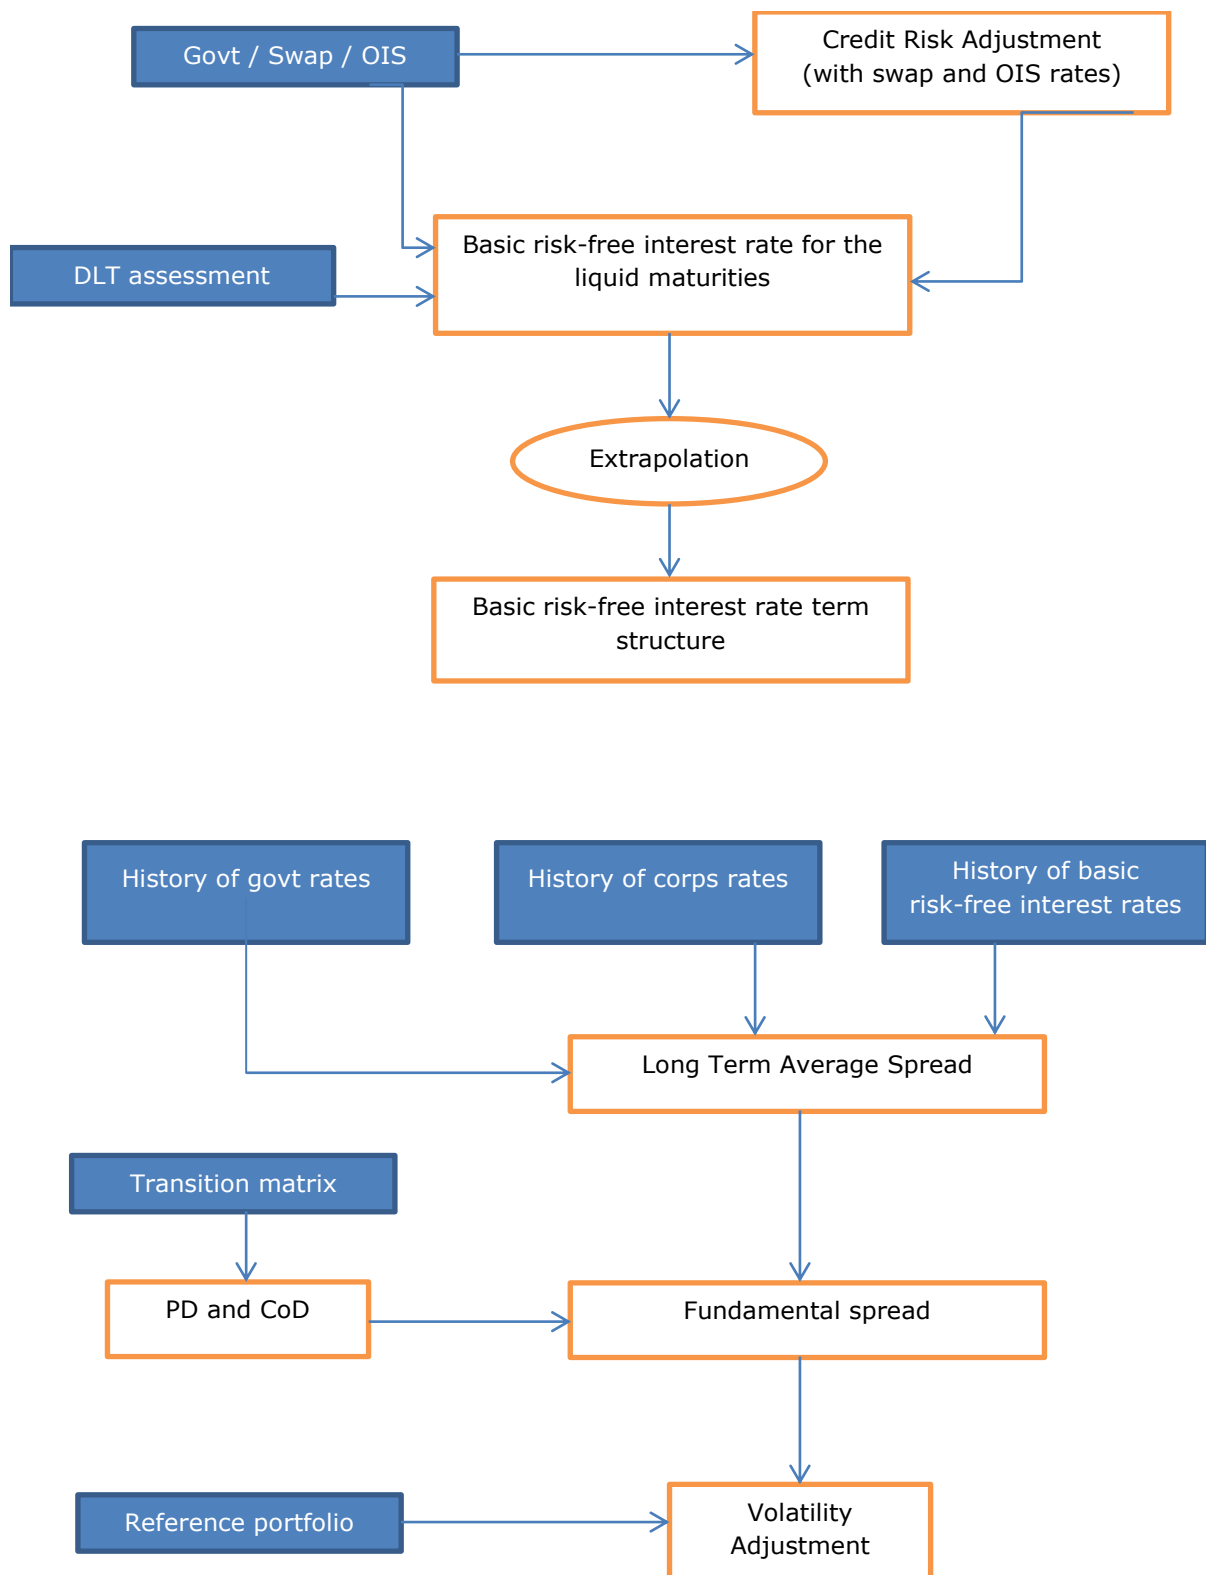 Govt / Swap / OIS
Credit Risk Adjustment
(with swap and OIS rates)
Basic risk-free interest rate for the
liquid maturities
DLT assessment
Extrapolation
Basic risk-free interest rate term
structure
History of govt rates
History of corps rates
History of basic
risk-free interest rates
Long Term Average Spread
Transition matrix
PD and CoD
Fundamental spread
Reference portfolio
Volatility
Adjustment